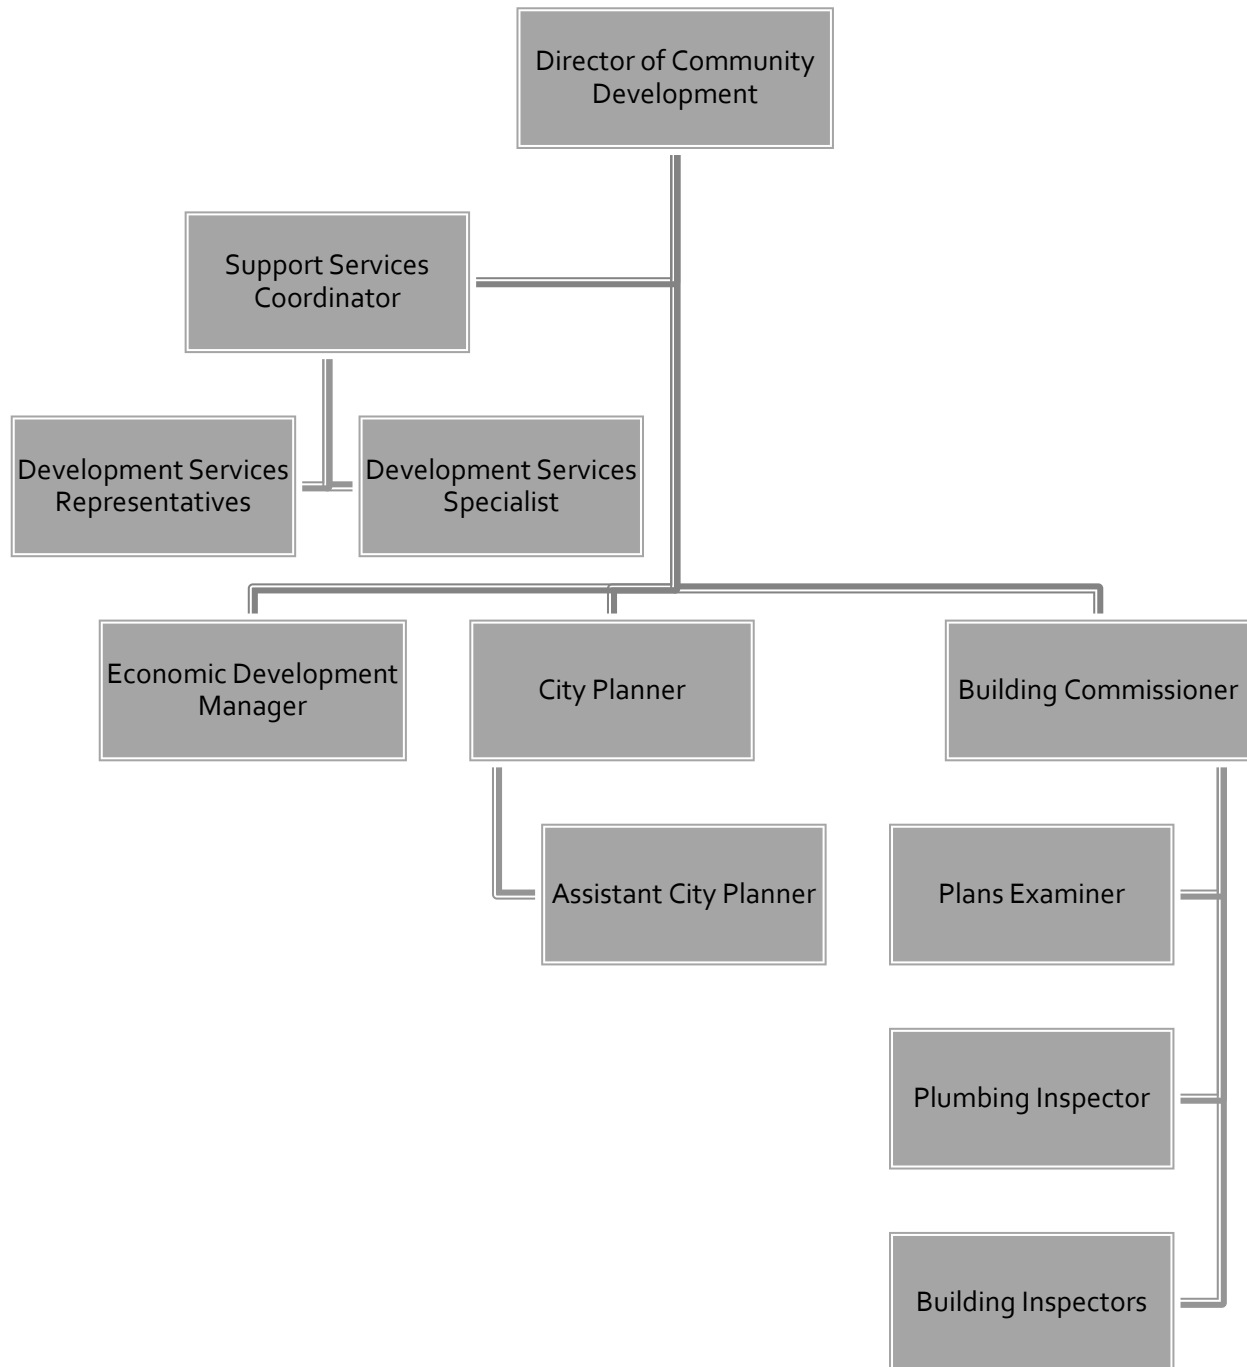 Director of Community
Development
Support Services
Coordinator
Development Services
Representatives
Development Services
Specialist
Economic Development
Manager
City Planner
Building Commissioner
Assistant City Planner
Plans Examiner
Plumbing Inspector
Building Inspectors